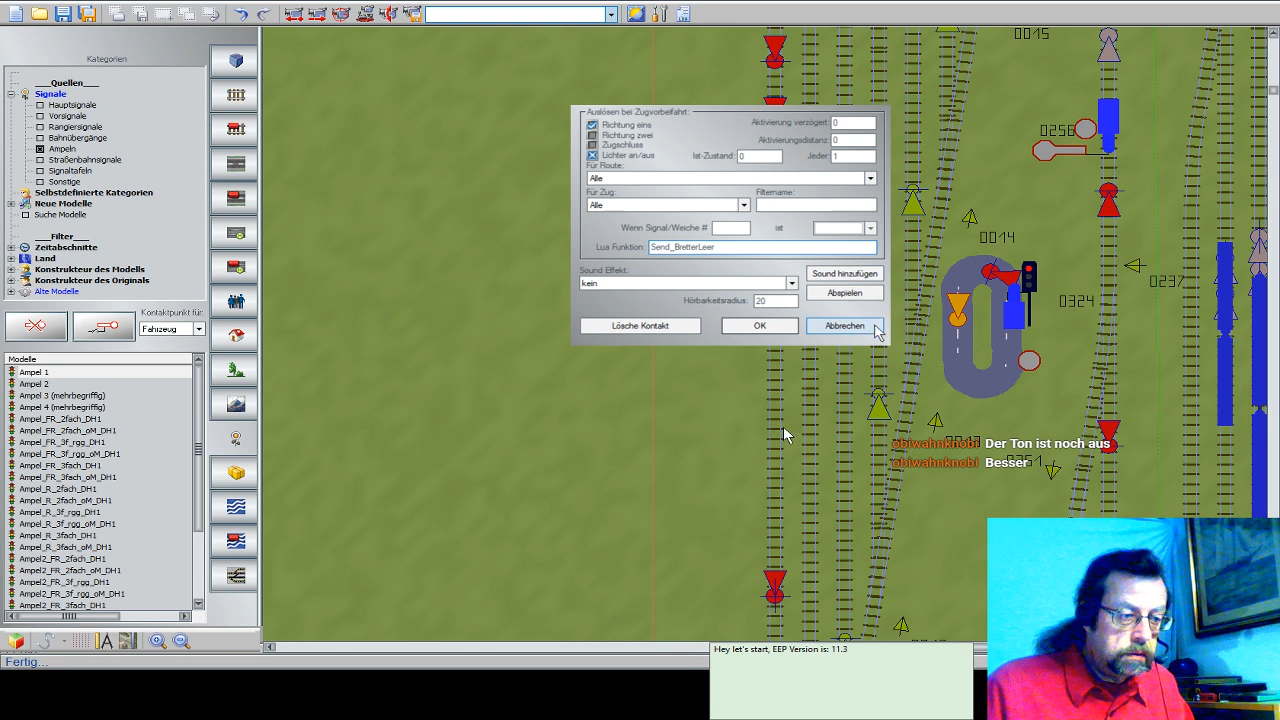 Kategorien
Quellen___
Signale
Hauptsignale
Vorsignale
Rangiersignale
Bahnübergänge
Ampeln
Straßenbahnsignale
Signaltafeln
Sonstige
Selbstdefinierte Kategorien
Neue Modelle
Suche Modelle
__Filter__
Zeitabschnitte
Land
Konstrukteure des Modells
Konstrukteure des Originals
Alte Modelle
Kontaktpunkt für:
Fahrzeug
Modelle
Ampel 1
Ampel 2
Ampel 3 (mehrbegriffig)
Ampel 4 (mehrbegriffig)
Ampel_FR_2fach_DH1
Ampel_FR_2fach_oM_DH1
Ampel_FR_3f_rgg_DH1
Ampel_FR_3f_rgg_oM_DH1
Ampel_FR_3fach_DH1
Ampel_FR_3fach_oM_DH1
Ampel_R_2fach_DH1
Ampel_R_2fach_oM_DH1
Ampel_R_3f_rgg_DH1
Ampel_R_3f_rgg_oM_DH1
Ampel_R_3fach_DH1
Ampel_R_3fach_oM_DH1
Ampel2_FR_2fach_DH1
Ampel2_FR_2fach_oM_DH1
Ampel2_FR_3f_rgg_DH1
Ampel2_FR_3f_rgg_oM_DH1
Ampel2_FR_3fach_DH1
Fertig...
Auslösen bei Zugvorbeifahrt:
Richtung eins
Aktivierung verzögert: 0
Richtung zwei
Aktivierungsdistanz: 0
Zugschluss
Lichter an/aus
Ist-Zustand: 0
Jeder: 1
Für Route:
Alle
Für Zug:
Filtername:
Alle
Wenn Signal/Weiche #
ist
Lua Funktion: Send_BretterLeer
Sound Effekt:
Sound hinzufügen
kein
Abspielen
Hörbarkeitsradius: 20
Lösche Kontakt
OK
Abbrechen
0015
0256
0014
0237
0324
obiwahnknobi Der Ton ist noch aus
obiwahnknobi Besser
Hey let's start, EEP Version is: 11.3